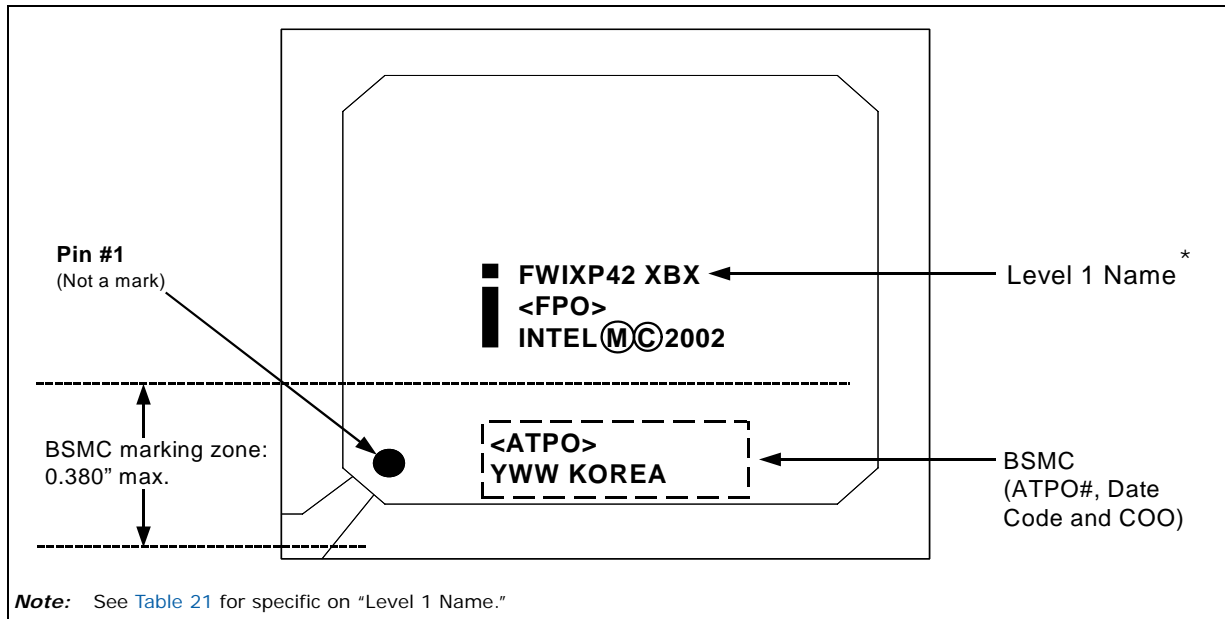 Pin #1
(Not a mark)
FWIXP42 XBX
<FPO>
INTEL Ⓜ©2002
Level 1 Name*
BSMC marking zone:
0.380” max.
<ATPO>
YWW KOREA
BSMC
(ATPO#, Date
Code and COO)
Note: See Table 21 for specific on “Level 1 Name.”